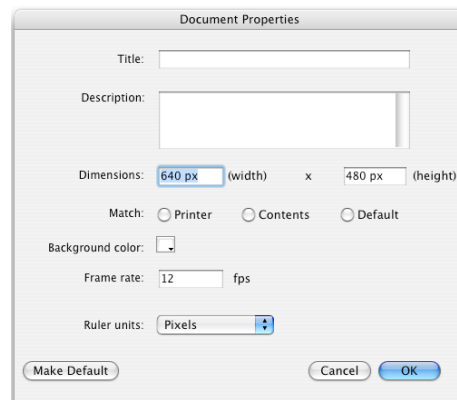 Document Properties
Title:
Description:
Dimensions: 640 px (width) x 480 px (height)
Match: Printer Contents Default
Background color:
Frame rate: 12 fps
Ruler units: Pixels
Make Default Cancel OK